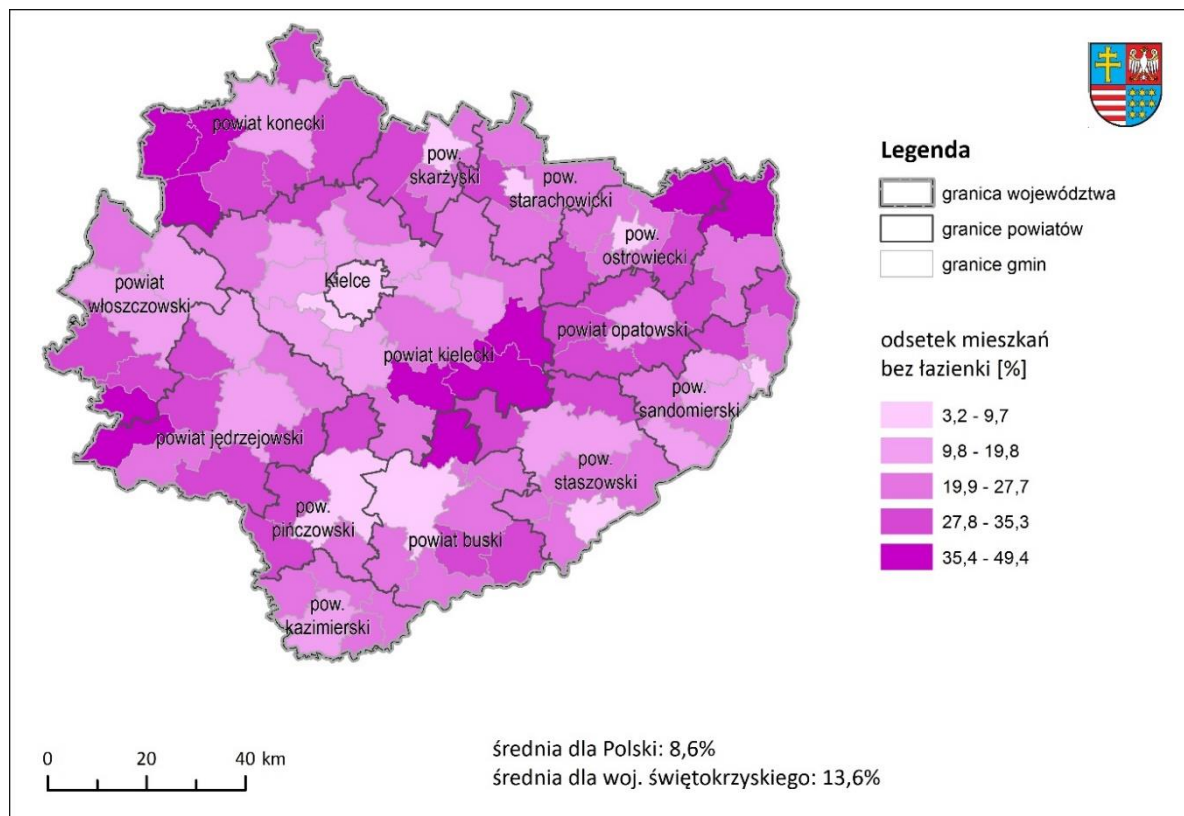 powiat konecki
pow.
skarżyski
pow.
starachowicki
pow.
ostrowiecki
Kielce
powiat
włoszczowski
powiat opatowski
powiat kielecki
pow.
sandomierski
powiat jędrzejowski
pow.
staszowski
pow.
pińczowski
powiat buski
pow.
kazimierski
Legenda
granica województwa
granice powiatów
granice gmin
odsetek mieszkań
bez łazienki [%]
3,2 - 9,7
9,8 - 19,8
19,9 - 27,7
27,8 - 35,3
35,4 - 49,4
0 20 40 km
średnia dla Polski: 8,6%
średnia dla woj. świętokrzyskiego: 13,6%